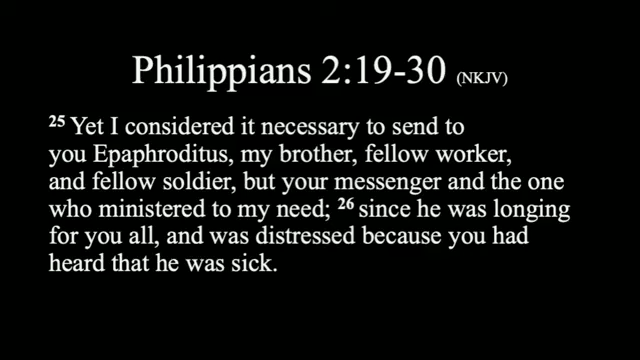 Philippians 2:19-30 (NKJV)
25 Yet I considered it necessary to send to
you Epaphroditus, my brother, fellow worker,
and fellow soldier, but your messenger and the one
who ministered to my need; 26 since he was longing
for you all, and was distressed because you had
heard that he was sick.